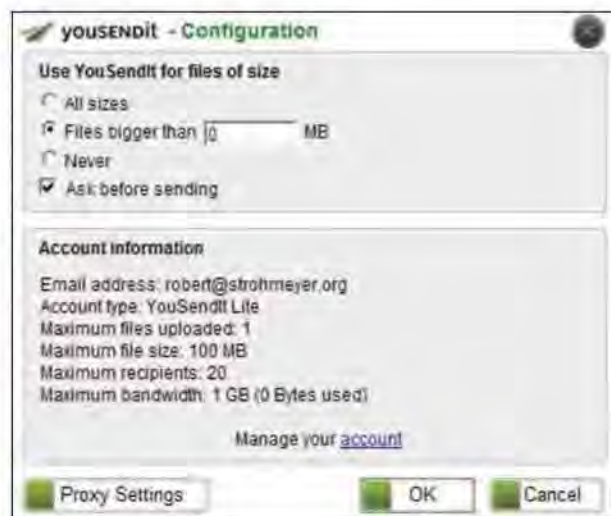 YOUSENDIT - Configuration
Use YouSendIt for files of size
All sizes
Files bigger than 0 MB
Never
Ask before sending
Account information
Email address: robert@strohmeyer.org
Account type: YouSendIt Lite
Maximum files uploaded: 1
Maximum file size: 100 MB
Maximum recipients: 20
Maximum bandwidth: 1 GB (0 Bytes used)
Manage your account
Proxy Settings OK Cancel